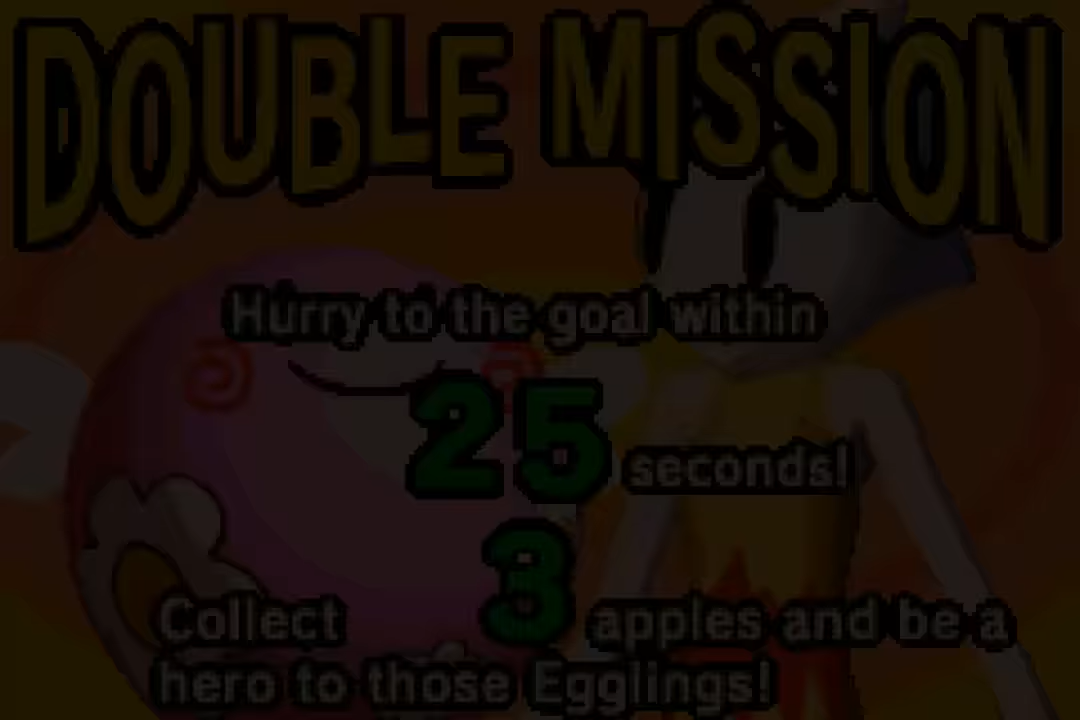 DOUBLE MISSION
Hurry to the goal within
25 seconds!
Collect 3 apples and be a
hero to those Egglings!